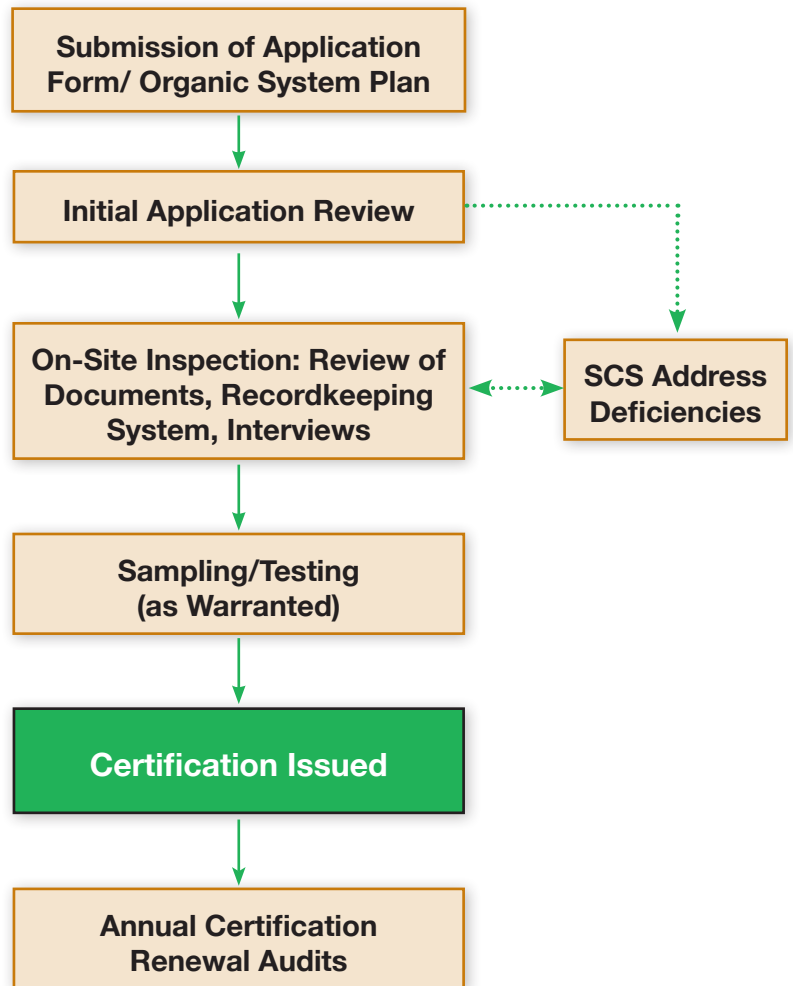 Submission of Application
Form/ Organic System Plan
Initial Application Review
On-Site Inspection: Review of
Documents, Recordkeeping
System, Interviews
SCS Address
Deficiencies
Sampling/Testing
(as Warranted)
Certification Issued
Annual Certification
Renewal Audits